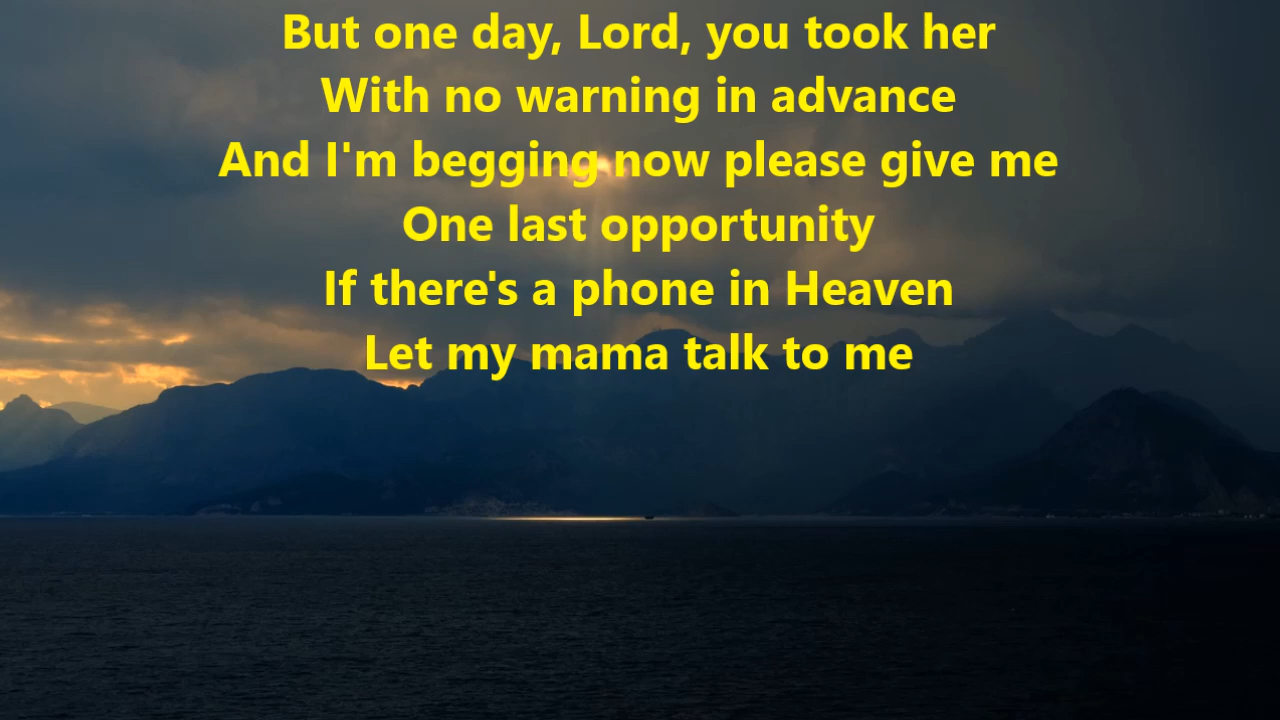 But one day, Lord, you took her
With no warning in advance
And I'm begging now please give me
One last opportunity
If there's a phone in Heaven
Let my mama talk to me